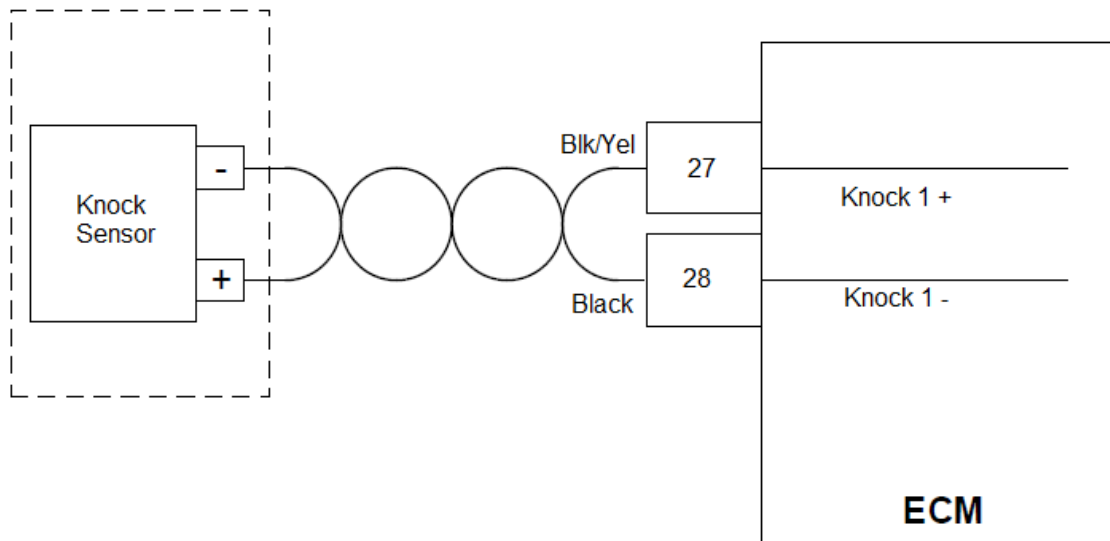 Knock
Sensor
-
+
Blk/Yel
Black
27
28
Knock 1 +
Knock 1 -
ECM